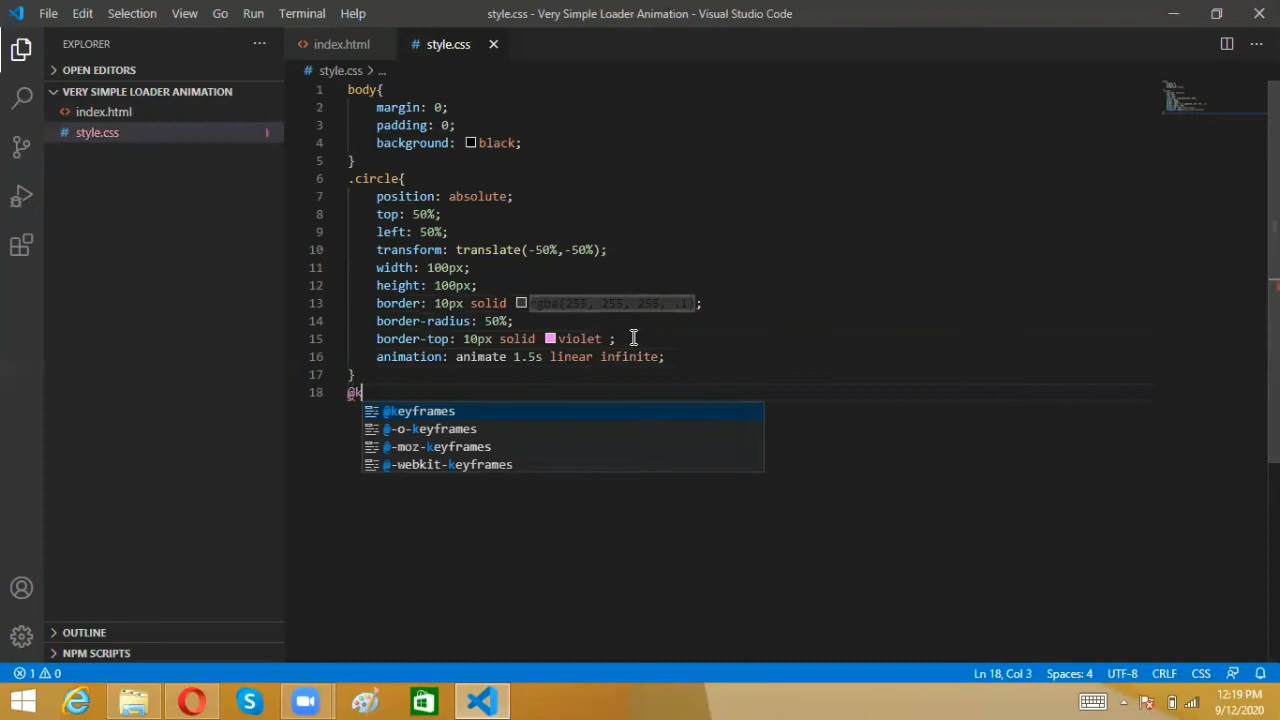 File Edit Selection View Go Run Terminal Help
style.css - Very Simple Loader Animation - Visual Studio Code
EXPLORER
index.html
style.css
OPEN EDITORS
style.css > ...
VERY SIMPLE LOADER ANIMATION
index.html
style.css 1
1 body{
2 margin: 0;
3 padding: 0;
4 background: black;
5 }
6 .circle{
7 position: absolute;
8 top: 50%;
9 left: 50%;
10 transform: translate(-50%,-50%);
11 width: 100px;
12 height: 100px;
13 border: 10px solid rgba(255, 255, 255, .1);
14 border-radius: 50%;
15 border-top: 10px solid violet ;
16 animation: animate 1.5s linear infinite;
17 }
18 @k
@keyframes
@-o-keyframes
@-moz-keyframes
@-webkit-keyframes
OUTLINE
NPM SCRIPTS
1 0
Ln 18, Col 3 Spaces: 4 UTF-8 CRLF CSS
12:19 PM
9/12/2020